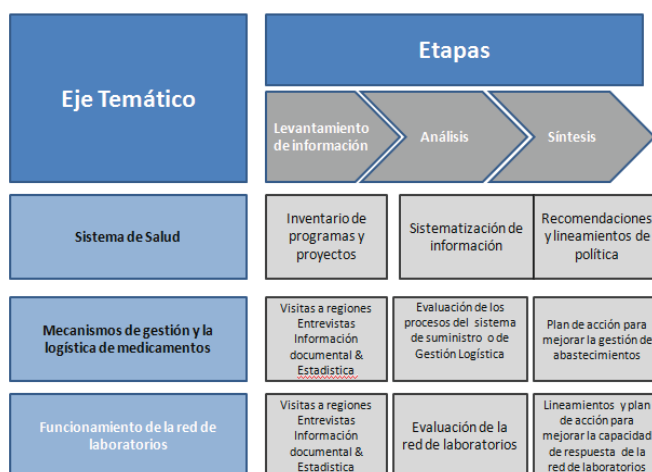 Eje Temático
Etapas
Levantamiento
de información
Análisis
Síntesis
Sistema de Salud
Inventario de
programas y
proyectos
Sistematización de
información
Recomendaciones
y lineamientos de
política
Mecanismos de gestión y la
logística de medicamentos
Visitas a regiones
Entrevistas
Información
documental &
Estadistica
Evaluación de los
procesos del sistema
de suministro o de
Gestión Logística
Plan de acción para
mejorar la gestión de
abastecimientos
Funcionamiento de la red de
laboratorios
Visitas a regiones
Entrevistas
Información
documental &
Estadistica
Evaluación de la
red de laboratorios
Lineamientos y plan
de acción para
mejorar la capacidad
de respuesta de la
red de laboratorios